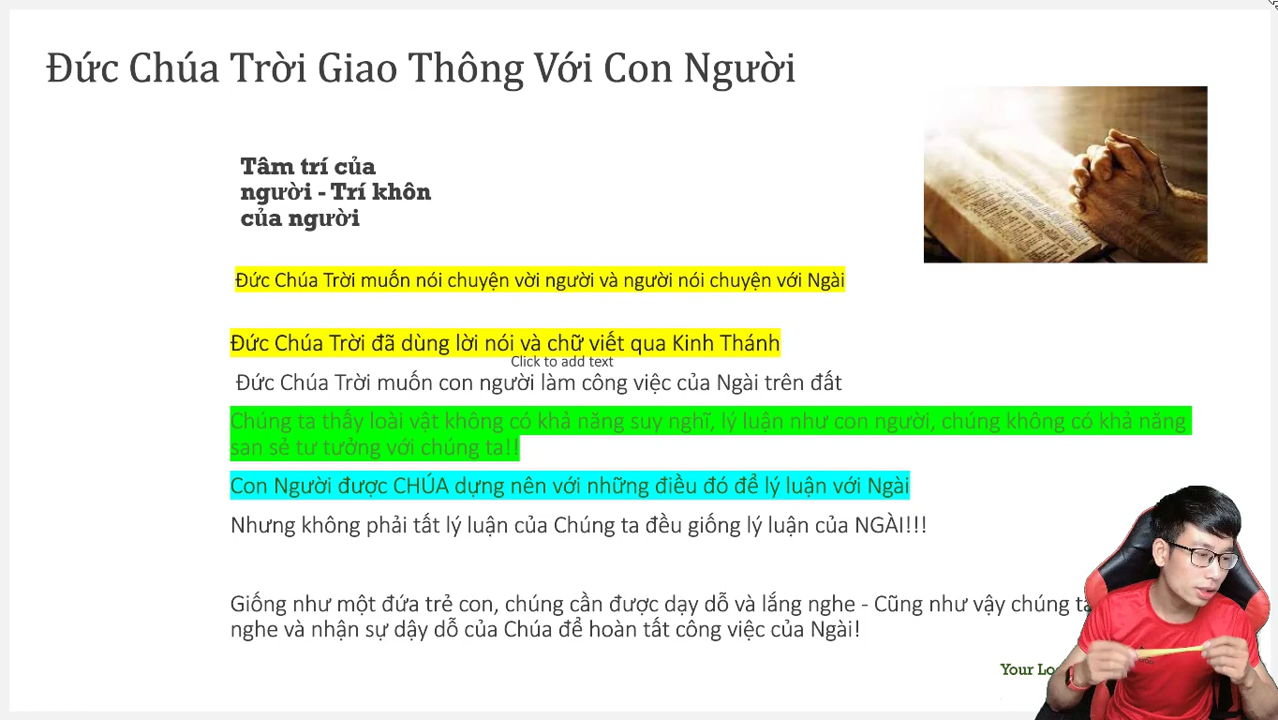 Đức Chúa Trời Giao Thông Với Con Người
Tâm trí của
người - Trí khôn
của người
Đức Chúa Trời muốn nói chuyện vời người và người nói chuyện với Ngài
Đức Chúa Trời đã dùng lời nói và chữ viết qua Kinh Thánh
Click to add text
Đức Chúa Trời muốn con người làm công việc của Ngài trên đất
Chúng ta thấy loài vật không có khả năng suy nghĩ, lý luận như con người, chúng không có khả năng
san sẻ tư tưởng với chúng ta!!
Con Người được CHÚA dựng nên với những điều đó để lý luận với Ngài
Nhưng không phải tất lý luận của Chúng ta đều giống lý luận của NGÀI!!!
Giống như một đứa trẻ con, chúng cần được dạy dỗ và lắng nghe - Cũng như vậy chúng
nghe và nhận sự dậy dỗ của Chúa để hoàn tất công việc của Ngài!
Your